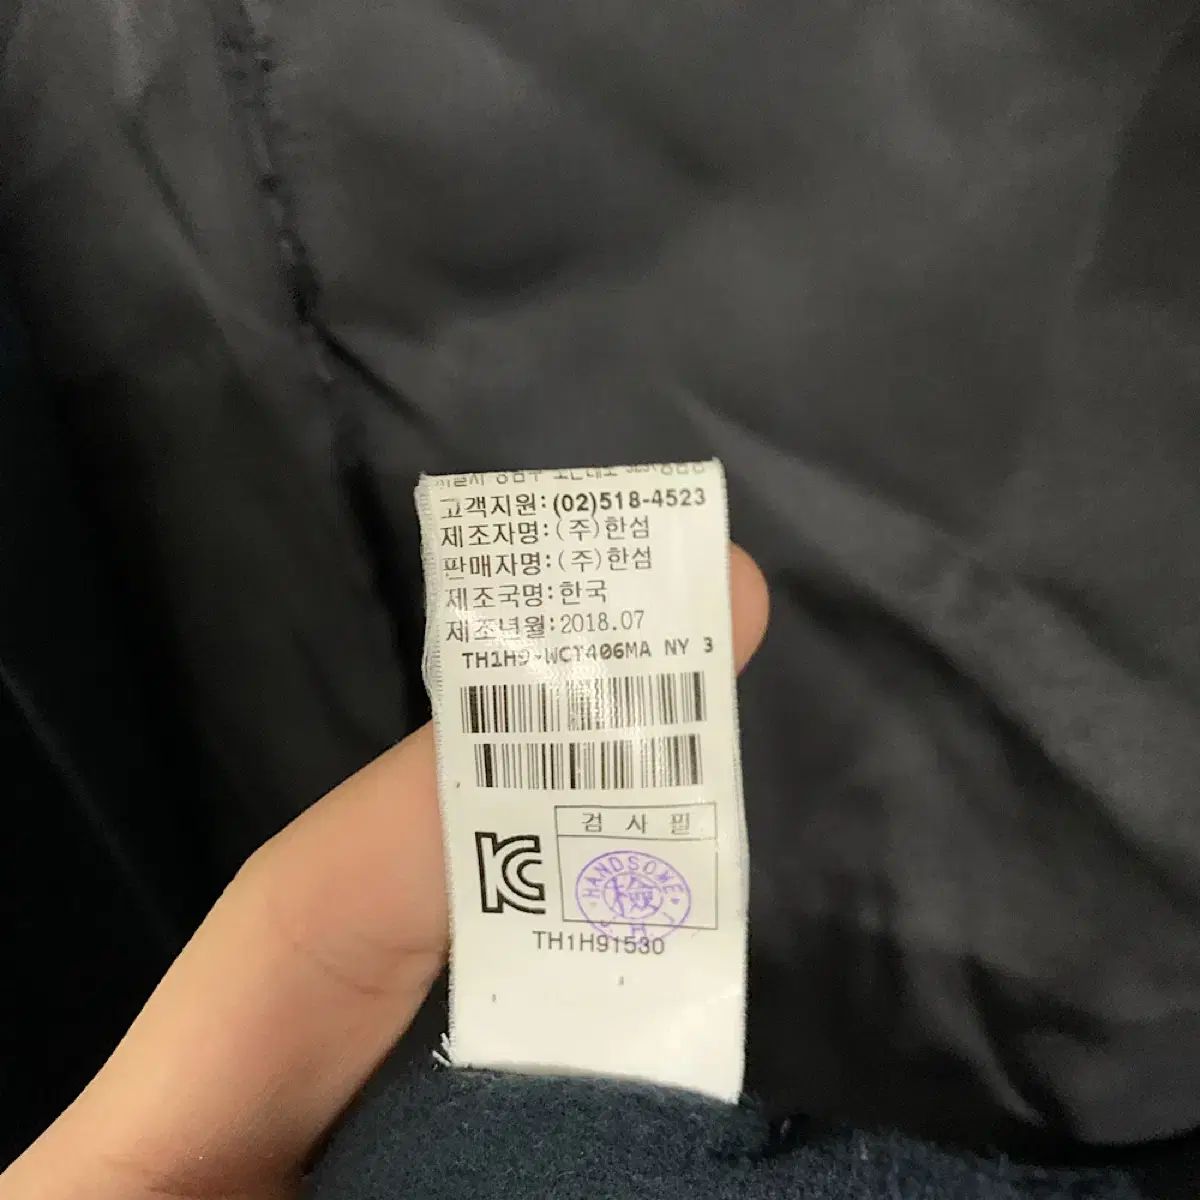 고객지원:(02)518-4523
제조자명:(주)한섬
판매자명:(주)한섬
제조국명:한국
제조년월:2018.07
TH1H9-WCT406MA NY 3
검 사 필
HANDSOME
檢
TH1H91530